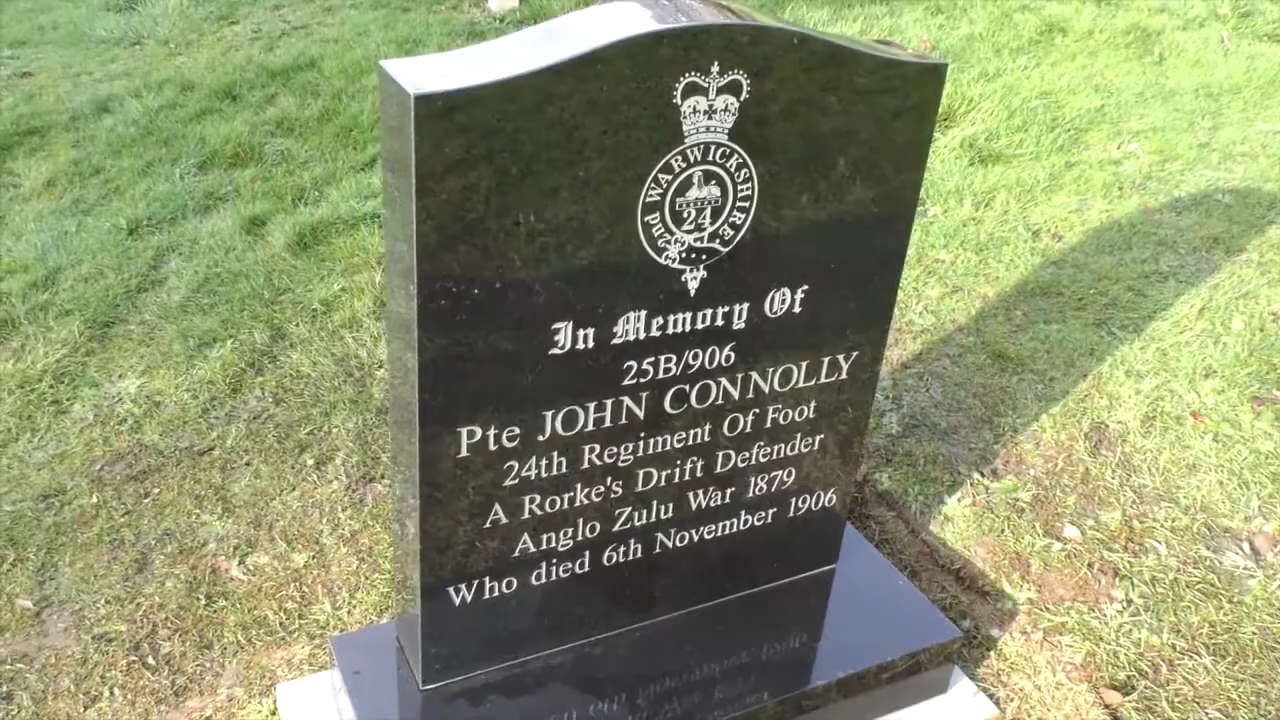 2nd WARWICKSHIRE
EGYPT
24
In Memory Of
25B/906
Pte JOHN CONNOLLY
24th Regiment Of Foot
A Rorke's Drift Defender
Anglo Zulu War 1879
Who died 6th November 1906